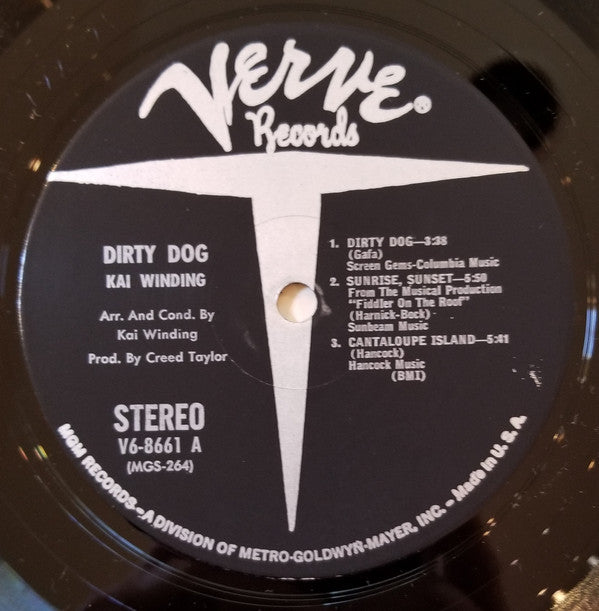 Verve®
Records
DIRTY DOG
KAI WINDING
Arr. And Cond. By
Kai Winding
Prod. By Creed Taylor
STEREO
V6-8661 A
(MGS-264)
1. DIRTY DOG—3:38
(Gafa)
Screen Gems-Columbia Music
2. SUNRISE, SUNSET—5:50
From The Musical Production
"Fiddler On The Roof"
(Harnick-Bock)
Sunbeam Music
3. CANTALOUPE ISLAND—5:41
(Hancock)
Hancock Music
(BMI)
MGM RECORDS-A DIVISION OF METRO-GOLDWYN-MAYER, INC. - Made In U.S.A.